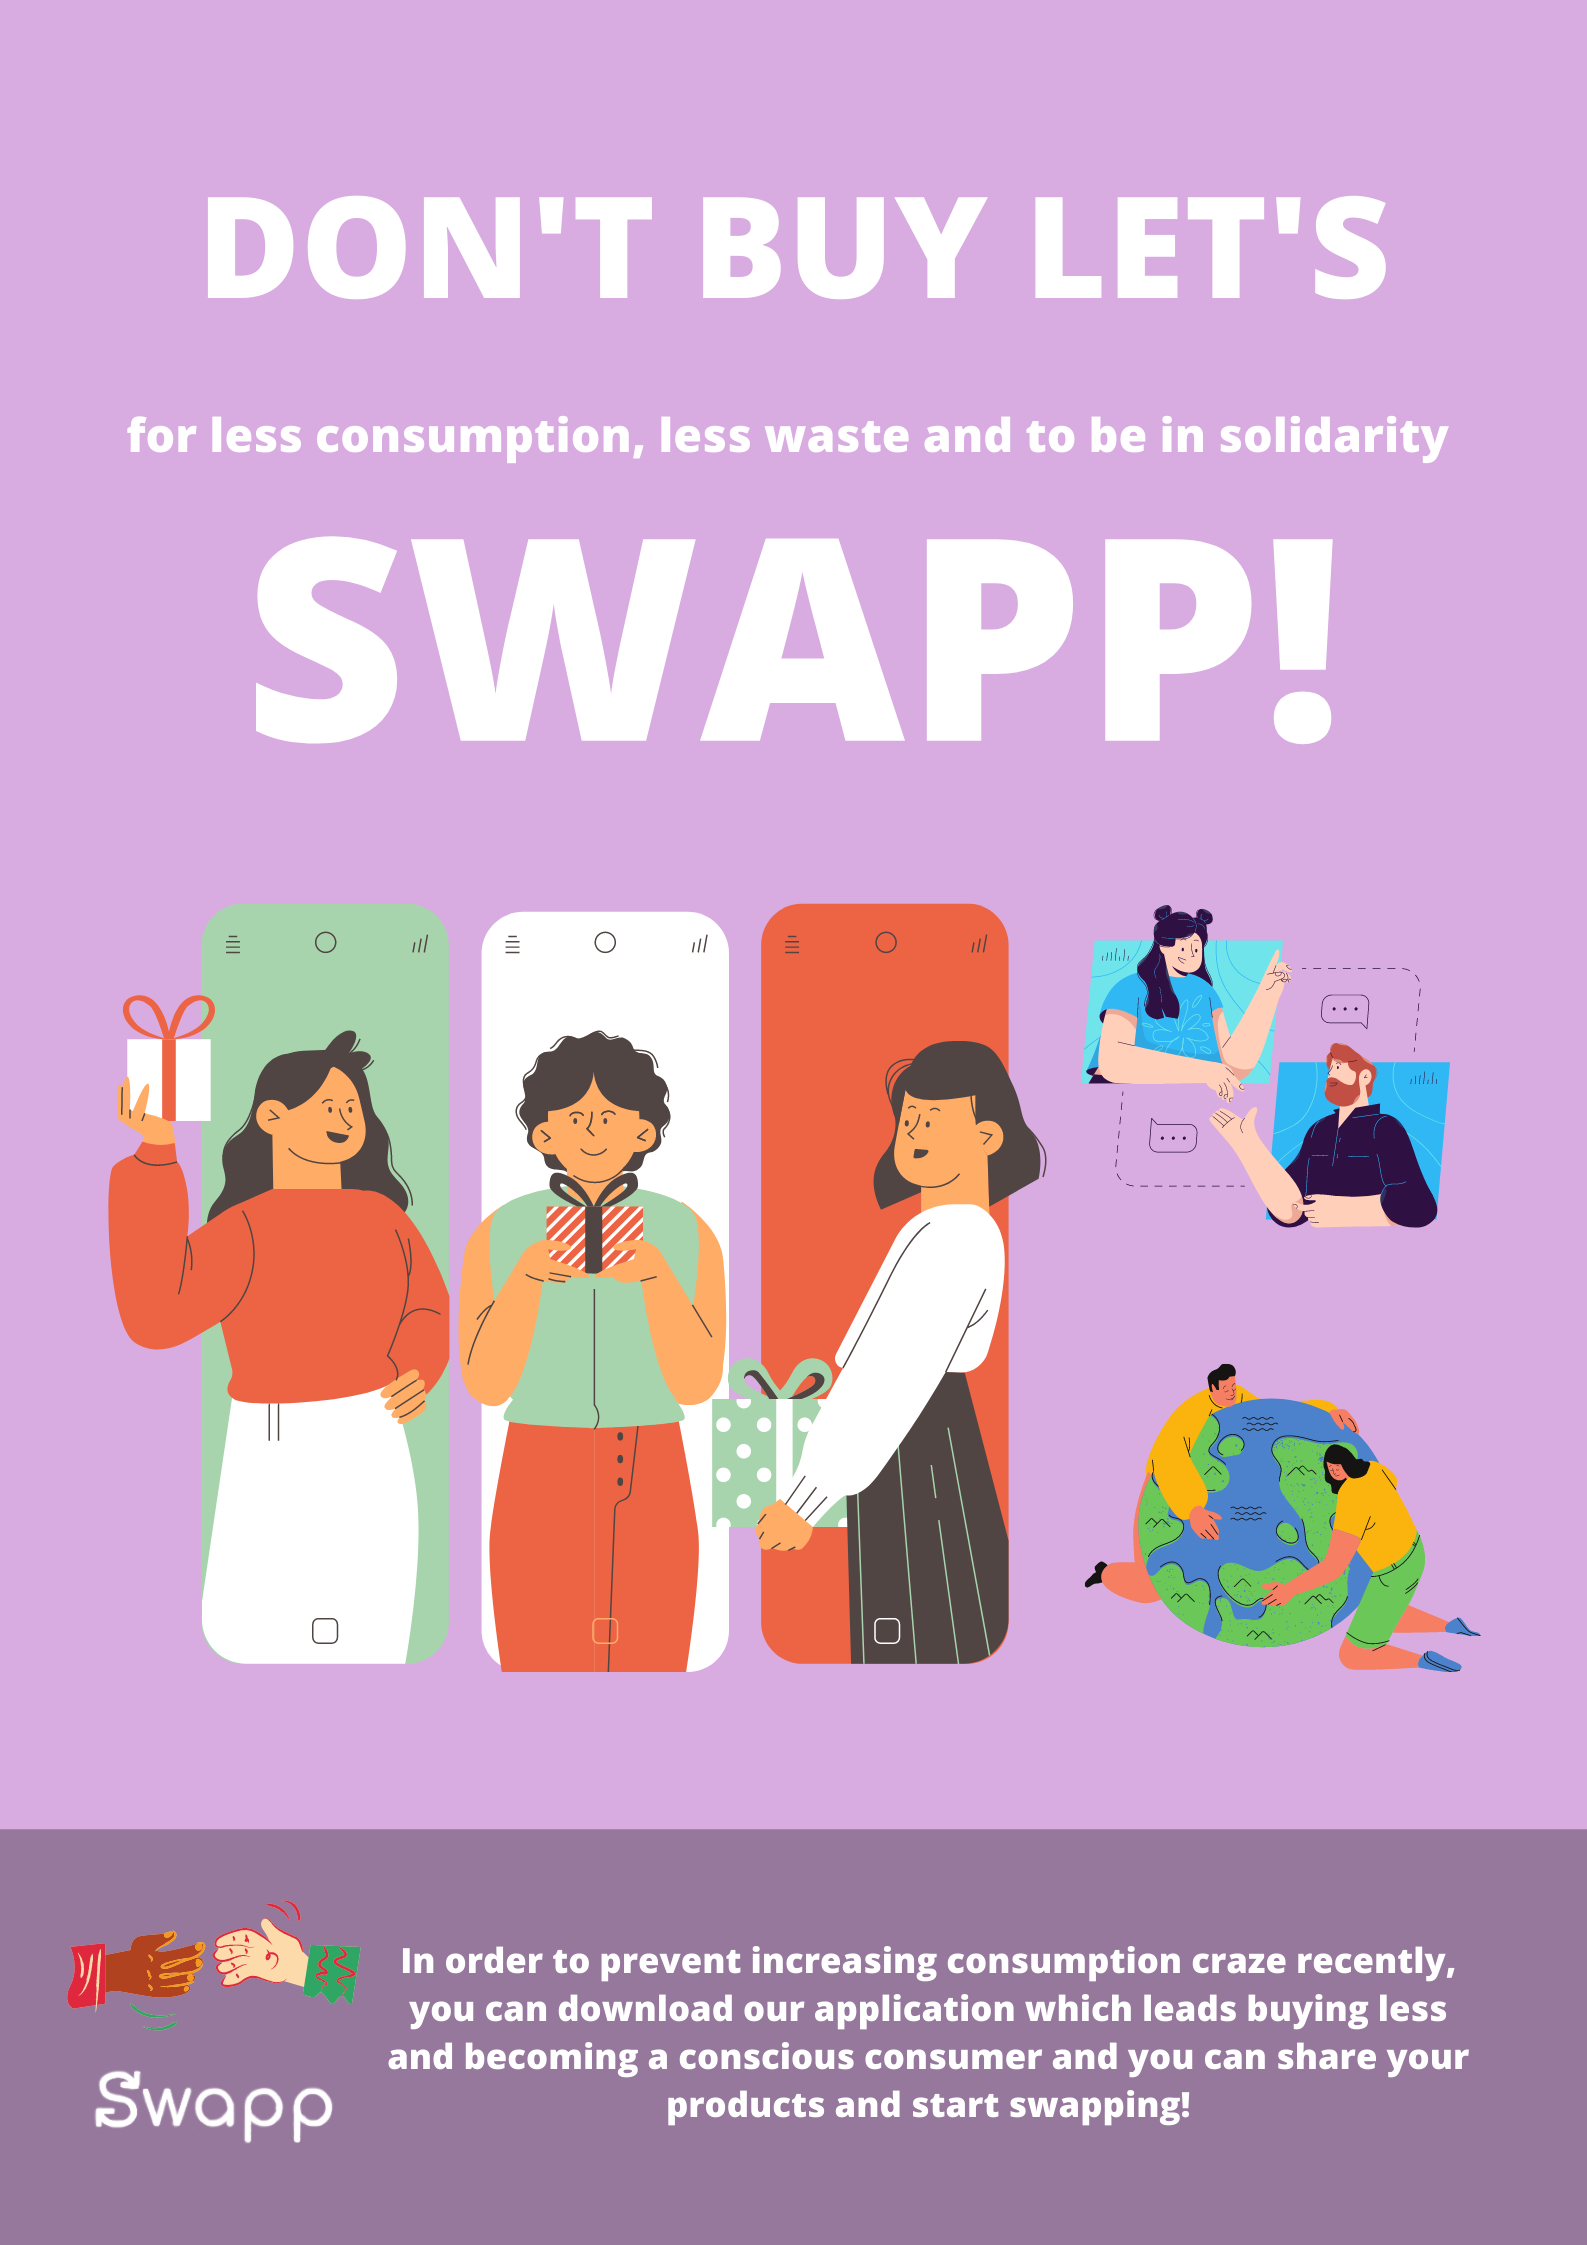 DON'T BUY LET'S
for less consumption, less waste and to be in solidarity
SWAPP!
In order to prevent increasing consumption craze recently,
you can download our application which leads buying less
and becoming a conscious consumer and you can share your
products and start swapping!
Swapp